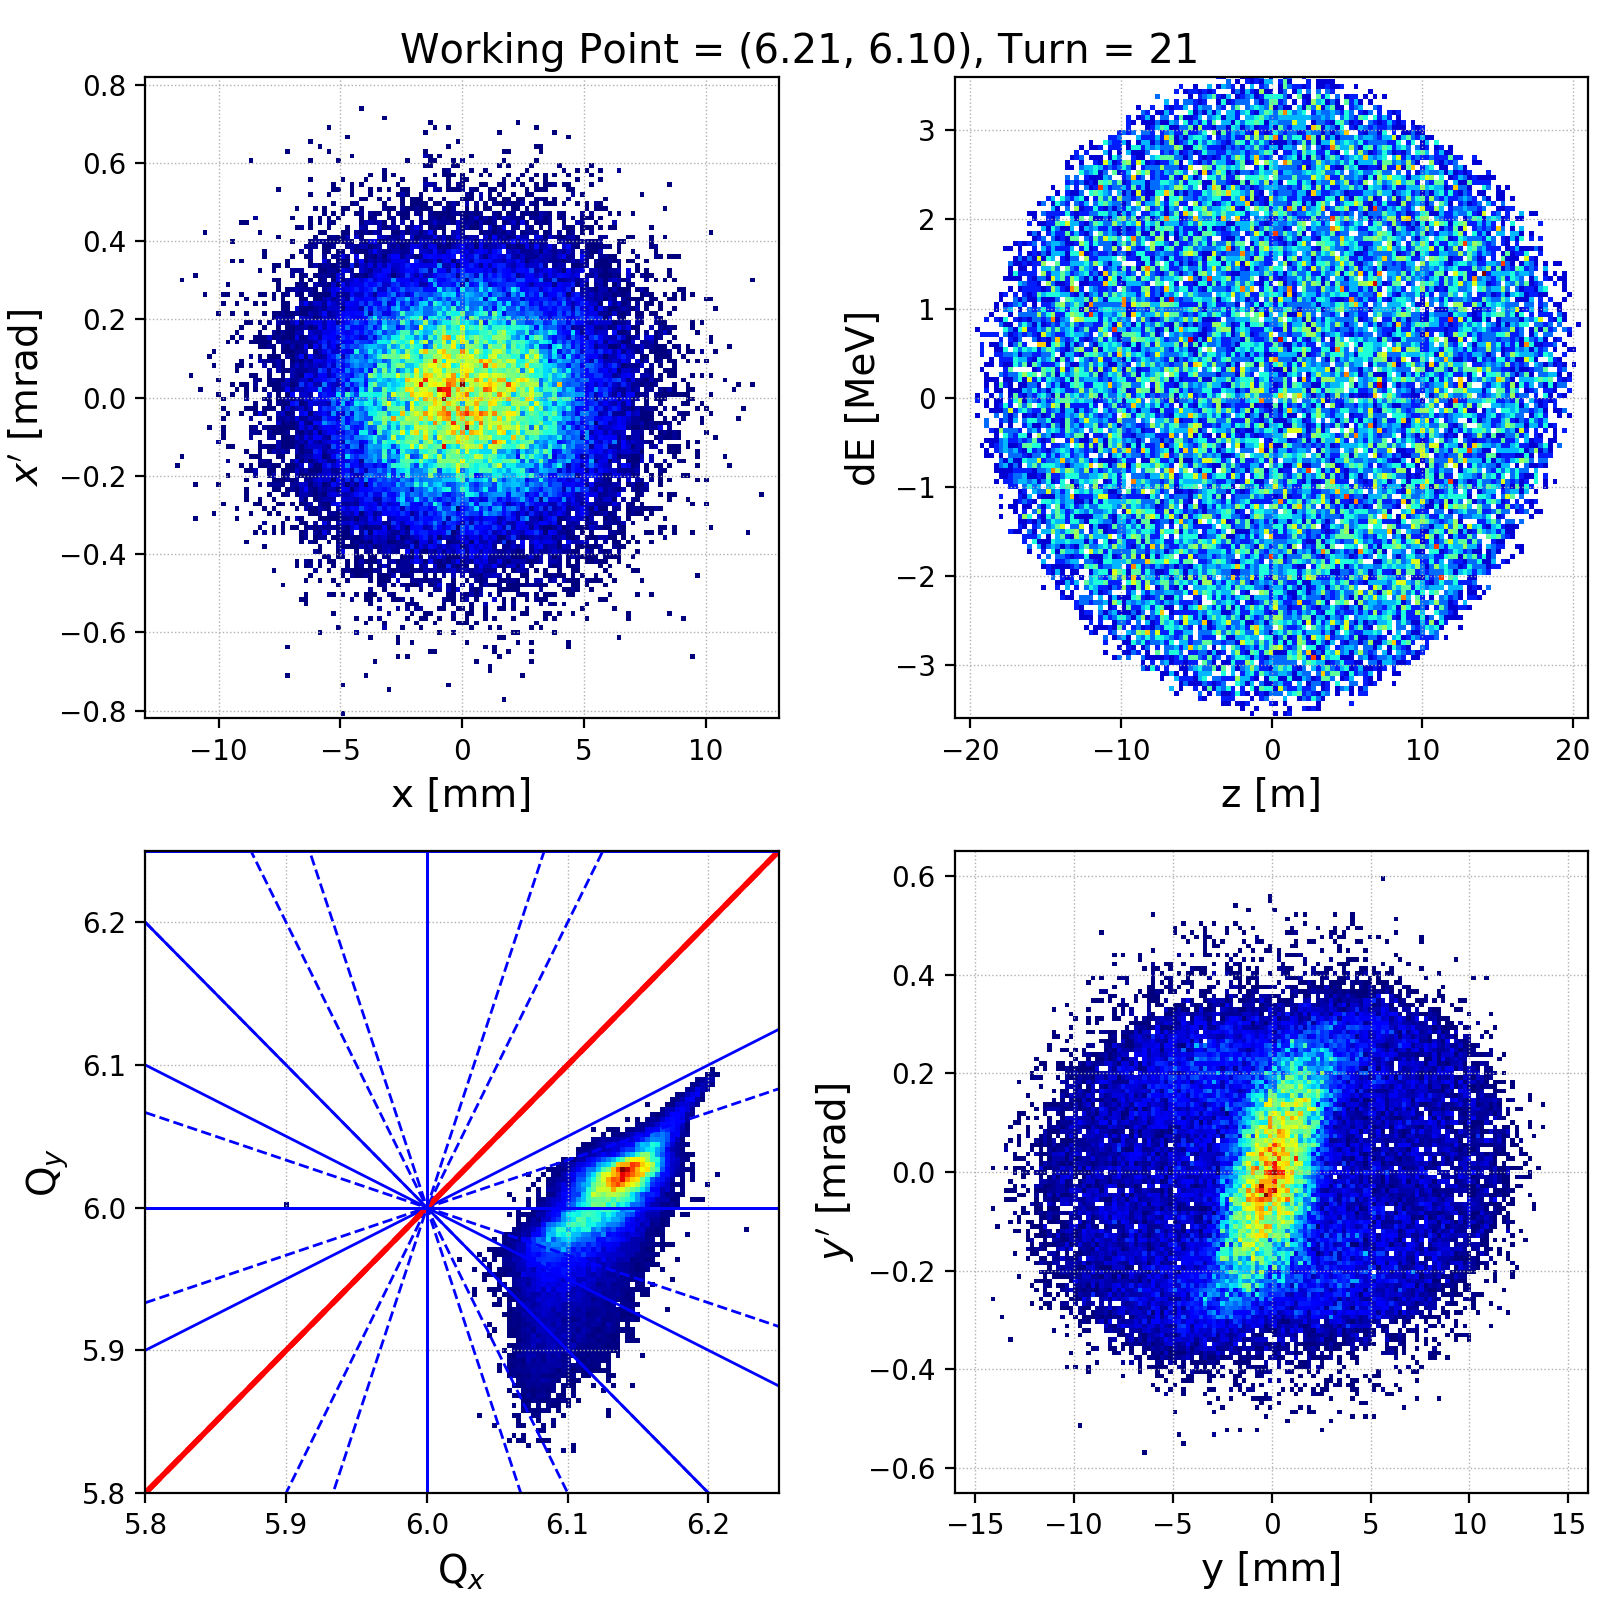 Working Point = (6.21, 6.10), Turn = 21
0.8
0.6
0.4
0.2
0.0
−0.2
−0.4
−0.6
−0.8
x′ [mrad]
−10 −5 0 5 10
x [mm]
3
2
1
0
−1
−2
−3
dE [MeV]
−20 −10 0 10 20
z [m]
6.2
6.1
6.0
5.9
5.8
Qy
5.8 5.9 6.0 6.1 6.2
Qx
0.6
0.4
0.2
0.0
−0.2
−0.4
−0.6
y′ [mrad]
−15 −10 −5 0 5 10 15
y [mm]